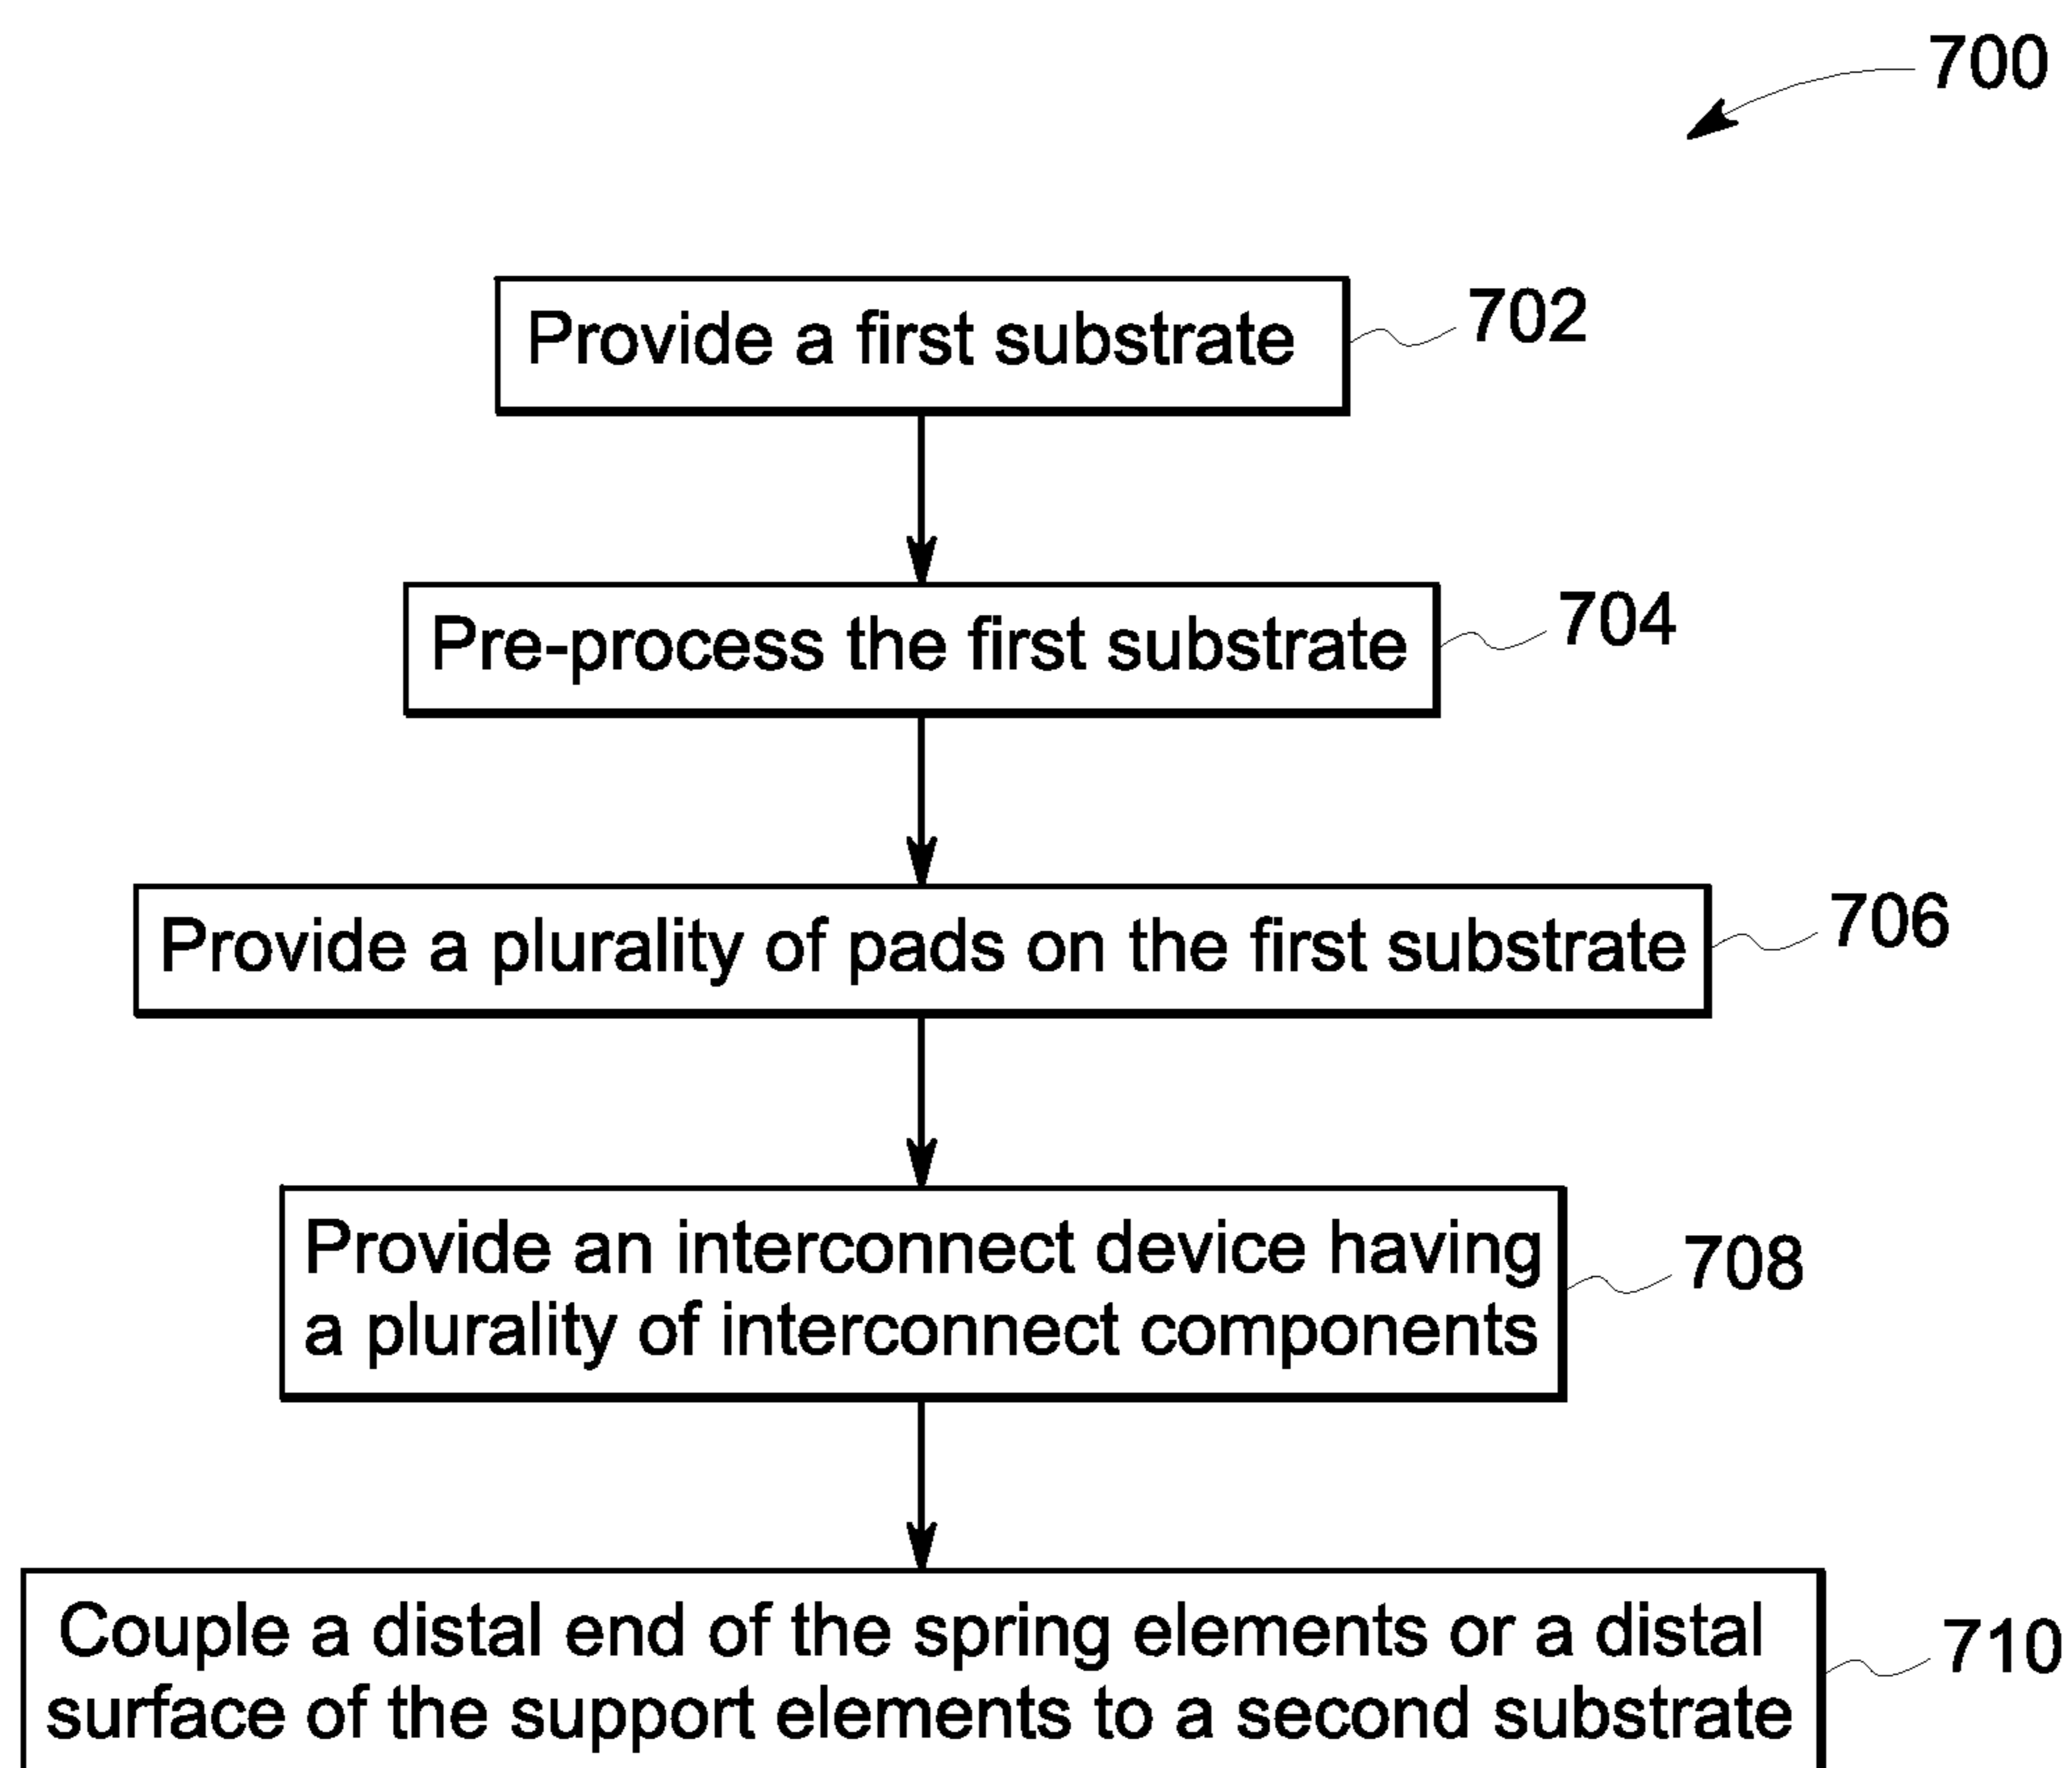 700
Provide a first substrate
702
Pre-process the first substrate
704
Provide a plurality of pads on the first substrate
706
Provide an interconnect device having
a plurality of interconnect components
708
Couple a distal end of the spring elements or a distal
surface of the support elements to a second substrate
710